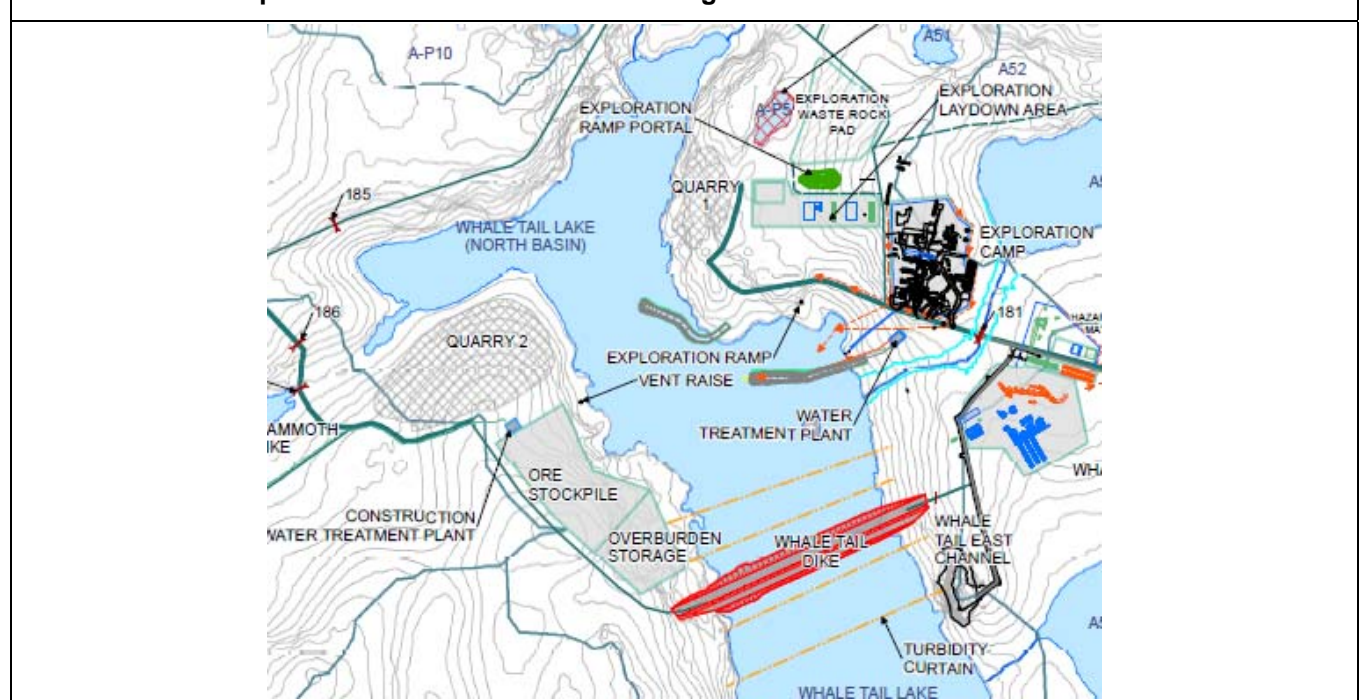 A-P10
A51
A52
EXPLORATION
LAYDOWN AREA
EXPLORATION
RAMP PORTAL
A-P5
EXPLORATION
WASTE ROCK
PAD
185
QUARRY
1
WHALE TAIL LAKE
(NORTH BASIN)
EXPLORATION
CAMP
186
181
QUARRY 2
EXPLORATION RAMP
VENT RAISE
WATER
TREATMENT PLANT
ORE
STOCKPILE
CONSTRUCTION
WATER TREATMENT PLANT
OVERBURDEN
STORAGE
WHALE TAIL
DIKE
WHALE
TAIL EAST
CHANNEL
TURBIDITY
CURTAIN
WHALE TAIL LAKE